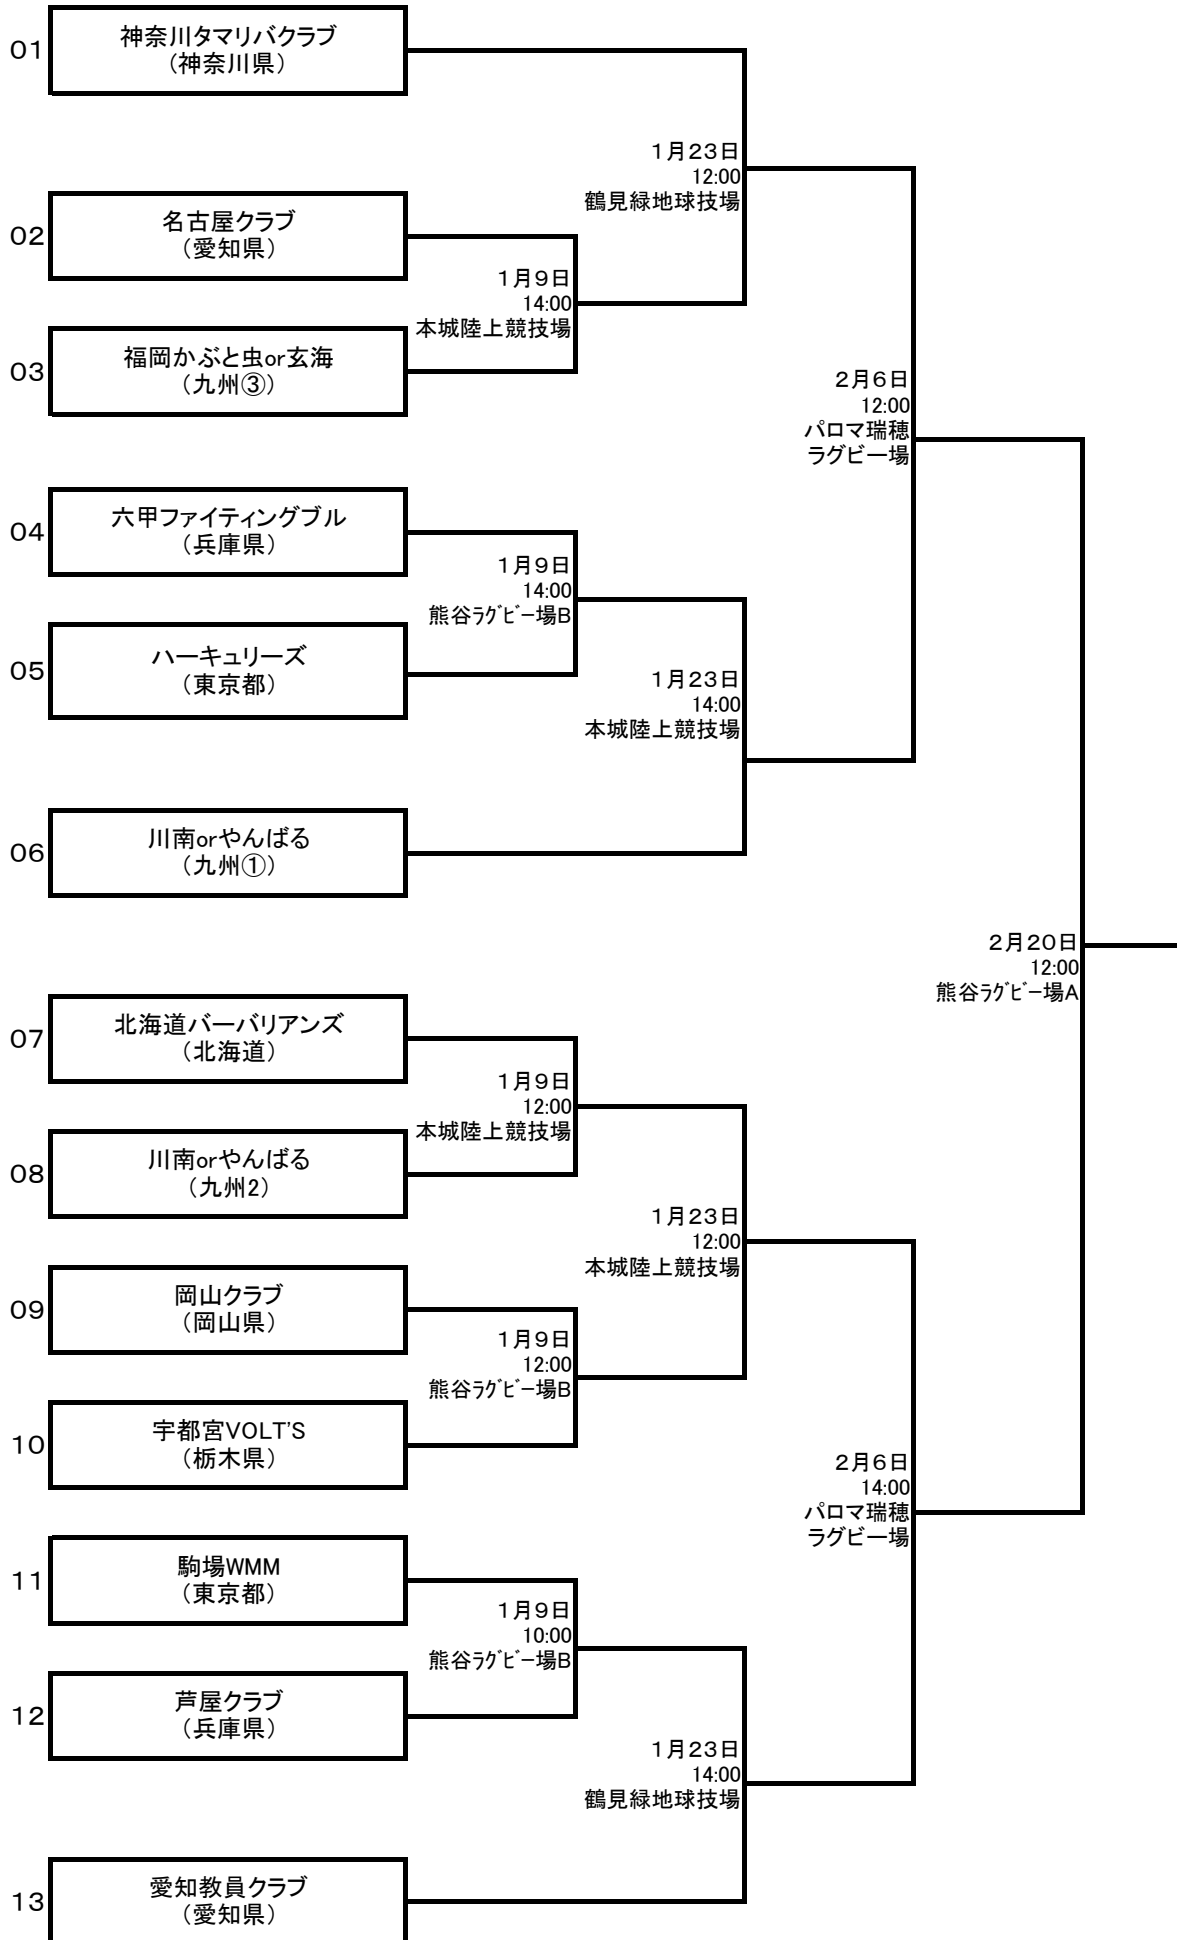 ０１
神奈川タマリバクラブ
（神奈川県）
１月２３日
12:00
鶴見緑地球技場
０２
名古屋クラブ
（愛知県）
１月９日
14:00
本城陸上競技場
０３
福岡かぶと虫or玄海
（九州③）
２月６日
12:00
パロマ瑞穂
ラグビー場
０４
六甲ファイティングブル
（兵庫県）
１月９日
14:00
熊谷ﾗｸﾞﾋﾞｰ場B
０５
ハーキュリーズ
（東京都）
１月２３日
14:00
本城陸上競技場
０６
川南orやんばる
（九州①）
２月２０日
12:00
熊谷ﾗｸﾞﾋﾞｰ場A
０７
北海道バーバリアンズ
（北海道）
１月９日
12:00
本城陸上競技場
０８
川南orやんばる
（九州2）
１月２３日
12:00
本城陸上競技場
０９
岡山クラブ
（岡山県）
１月９日
12:00
熊谷ﾗｸﾞﾋﾞｰ場B
１０
宇都宮VOLT'S
（栃木県）
２月６日
14:00
パロマ瑞穂
ラグビー場
１１
駒場WMM
（東京都）
１月９日
10:00
熊谷ﾗｸﾞﾋﾞｰ場B
１２
芦屋クラブ
（兵庫県）
１月２３日
14:00
鶴見緑地球技場
１３
愛知教員クラブ
（愛知県）